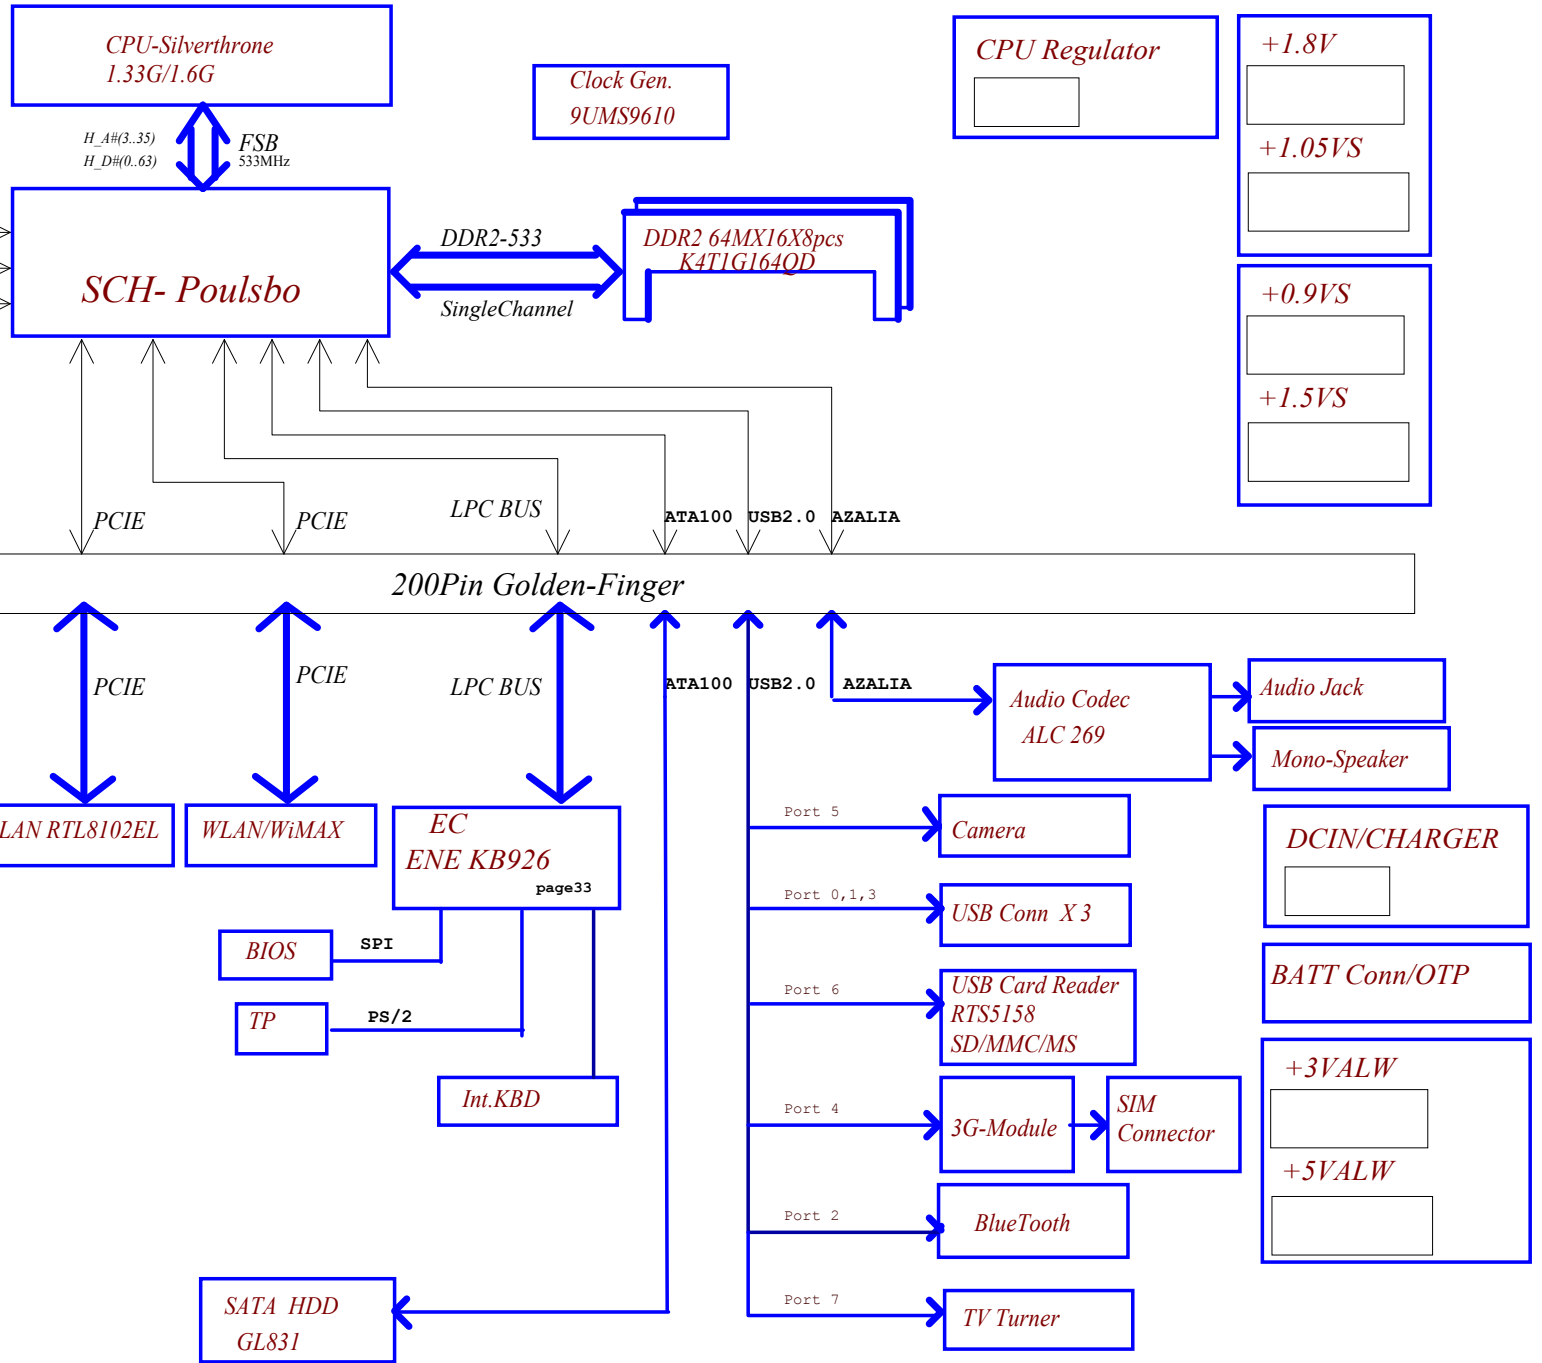 CPU-Silverthrone
1.33G/1.6G
Clock Gen.
9UMS9610
CPU Regulator
+1.8V
+1.05VS
H_A#(3..35)
H_D#(0..63)
FSB
533MHz
SCH- Poulsbo
DDR2-533
SingleChannel
DDR2 64MX16X8pcs
K4T1G164QD
+0.9VS
+1.5VS
PCIE
PCIE
LPC BUS
ATA100
USB2.0
AZALIA
200Pin Golden-Finger
PCIE
PCIE
LPC BUS
ATA100
USB2.0
AZALIA
Audio Codec
ALC 269
Audio Jack
Mono-Speaker
LAN RTL8102EL
WLAN/WiMAX
EC
ENE KB926
page33
Port 5
Camera
DCIN/CHARGER
Port 0,1,3
USB Conn X 3
BIOS
SPI
BATT Conn/OTP
Port 6
USB Card Reader
RTS5158
SD/MMC/MS
TP
PS/2
Int.KBD
Port 4
3G-Module
SIM
Connector
+3VALW
+5VALW
Port 2
BlueTooth
SATA HDD
GL831
Port 7
TV Turner